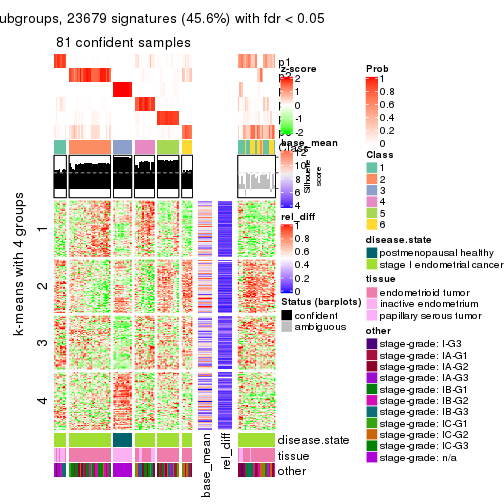 ubgroups, 23679 signatures (45.6%) with fdr < 0.05
81 confident samples
p1
z-score
2
1
0
-1
-2
Class
base_mean
12
10
8
6
4
Silhouette
score
rel_diff
1
0.8
0.6
0.4
0.2
0
Status (barplots)
confident
ambiguous
k-means with 4 groups
1
2
3
4
base_mean
rel_diff
disease.state
tissue
other
Prob
1
0.8
0.6
0.4
0.2
0
Class
1
2
3
4
5
6
disease.state
postmenopausal healthy
stage I endometrial cancer
tissue
endometrioid tumor
inactive endometrium
papillary serous tumor
other
stage-grade: I-G3
stage-grade: IA-G1
stage-grade: IA-G2
stage-grade: IA-G3
stage-grade: IB-G1
stage-grade: IB-G2
stage-grade: IB-G3
stage-grade: IC-G1
stage-grade: IC-G2
stage-grade: IC-G3
stage-grade: n/a